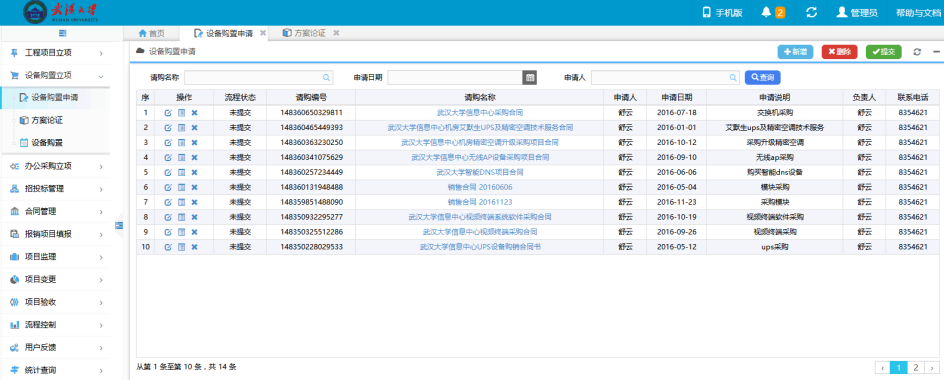 武汉大学
WUHAN UNIVERSITY
手机版 2 管理员 帮助与文档
首页 设备购置申请 方案论证
工程项目立项
设备购置立项
设备购置申请
方案论证
设备购置
办公采购立项
招投标管理
合同管理
报销项目填报
项目监理
项目变更
项目验收
流程控制
用户反馈
统计查询
设备购置申请 新增 删除 提交
请购名称 申请日期 申请人 查询
序 操作 流程状态 请购编号 请购名称 申请人 申请日期 申请说明 负责人 联系电话
1 未提交 148360650329811 武汉大学信息中心采购合同 舒云 2016-07-18 交换机采购 舒云 8354621
2 未提交 148360465449393 武汉大学信息中心机房艾默生UPS及精密空调技术服务合同 舒云 2016-01-01 艾默生ups及精密空调技术服务 舒云 8354621
3 未提交 148360363230250 武汉大学信息中心机房精密空调升级采购项目合同 舒云 2016-10-12 采购升级精密空调 舒云 8354621
4 未提交 148360341075629 武汉大学信息中心无线AP设备采购项目合同 舒云 2016-09-10 无线ap采购 舒云 8354621
5 未提交 148360257234449 武汉大学智能DNS项目合同 舒云 2016-06-06 购买智能dns设备 舒云 8354621
6 未提交 148360131948488 销售合同 20160606 舒云 2016-05-04 模块采购 舒云 8354621
7 未提交 148359851488090 销售合同 20161123 舒云 2016-11-23 采购模块 舒云 8354621
8 未提交 148350932295277 武汉大学信息中心视频终端系统软件采购合同 舒云 2016-10-19 视频终端软件采购 舒云 8354621
9 未提交 148350325512286 武汉大学信息中心视频终端采购合同 舒云 2016-09-26 视频终端采购 舒云 8354621
10 未提交 148350228029533 武汉大学信息中心UPS设备购销合同书 舒云 2016-05-12 ups采购 舒云 8354621
从第 1 条至第 10 条，共 14 条
‹ 1 2 ›